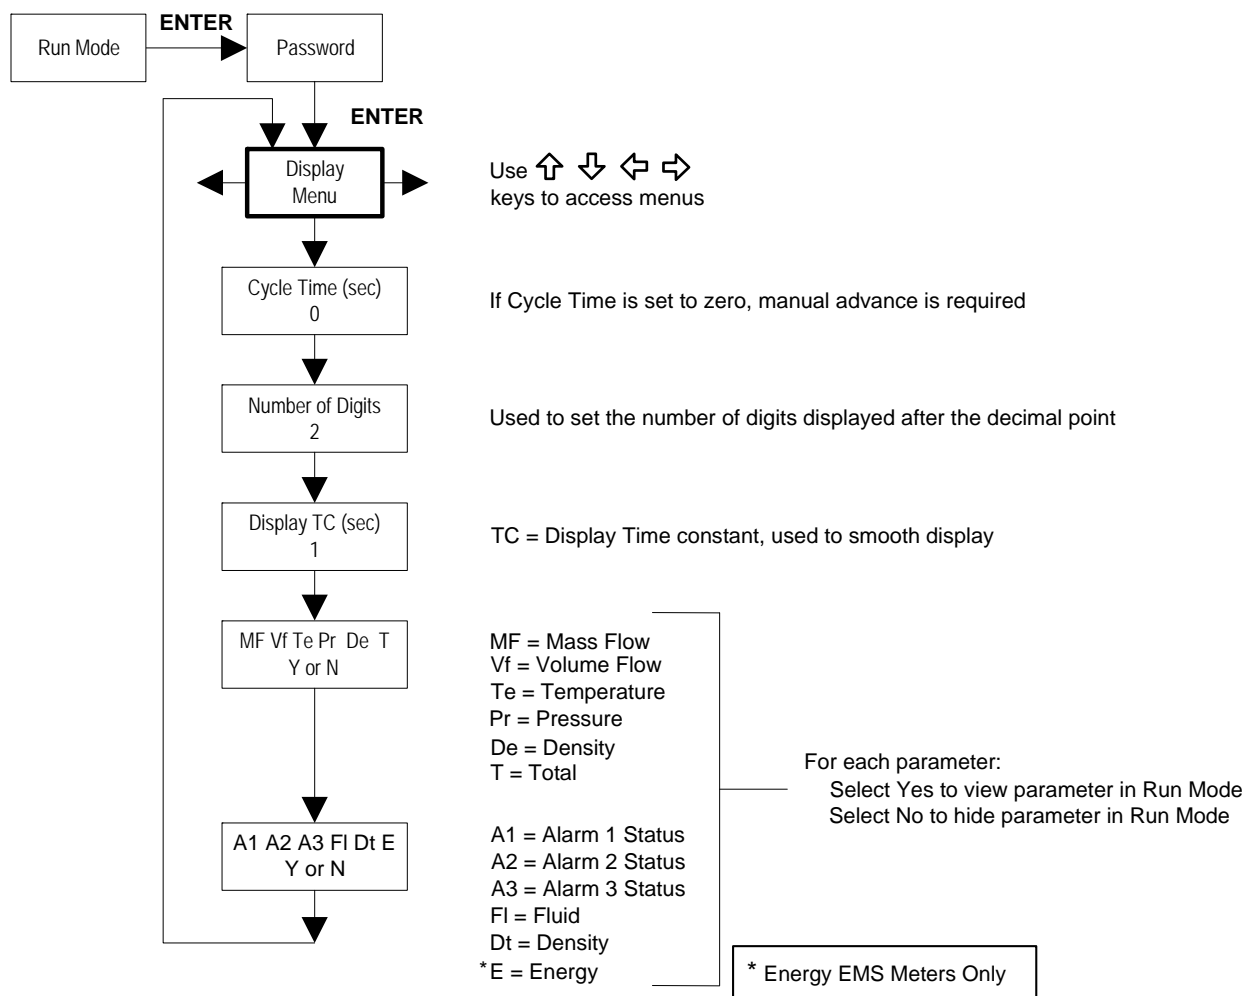 Run Mode
ENTER
Password
ENTER
Display
Menu
Use
keys to access menus
Cycle Time (sec)
0
If Cycle Time is set to zero, manual advance is required
Number of Digits
2
Used to set the number of digits displayed after the decimal point
Display TC (sec)
1
TC = Display Time constant, used to smooth display
MF Vf Te Pr De T
Y or N
MF = Mass Flow
Vf = Volume Flow
Te = Temperature
Pr = Pressure
De = Density
T = Total
For each parameter:
Select Yes to view parameter in Run Mode
Select No to hide parameter in Run Mode
A1 A2 A3 Fl Dt E
Y or N
A1 = Alarm 1 Status
A2 = Alarm 2 Status
A3 = Alarm 3 Status
Fl = Fluid
Dt = Density
*E = Energy
* Energy EMS Meters Only